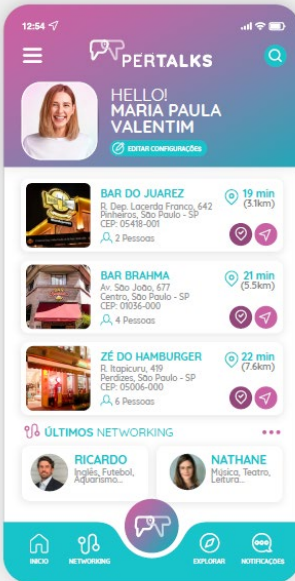 12:54
PÉRTALKS
HELLO!
MARIA PAULA
VALENTIM
EDITAR CONFIGURAÇÕES
BAR DO JUAREZ
R. Dep. Lacerda Franco, 642
Pinheiros, São Paulo - SP
CEP: 05418-001
2 Pessoas
19 min
(3.1km)
BAR BRAHMA
Av. São João, 677
Centro, São Paulo - SP
CEP: 01036-000
4 Pessoas
21 min
(5.5km)
ZÉ DO HAMBURGER
R. Itapicuru, 419
Perdizes, São Paulo - SP
CEP: 05006-000
6 Pessoas
22 min
(7.6km)
ÚLTIMOS NETWORKING
RICARDO
Inglês, Futebol,
Aquarismo...
NATHANE
Música, Teatro,
Leitura...
INICIO
NETWORKING
EXPLORAR
NOTIFICAÇÕES